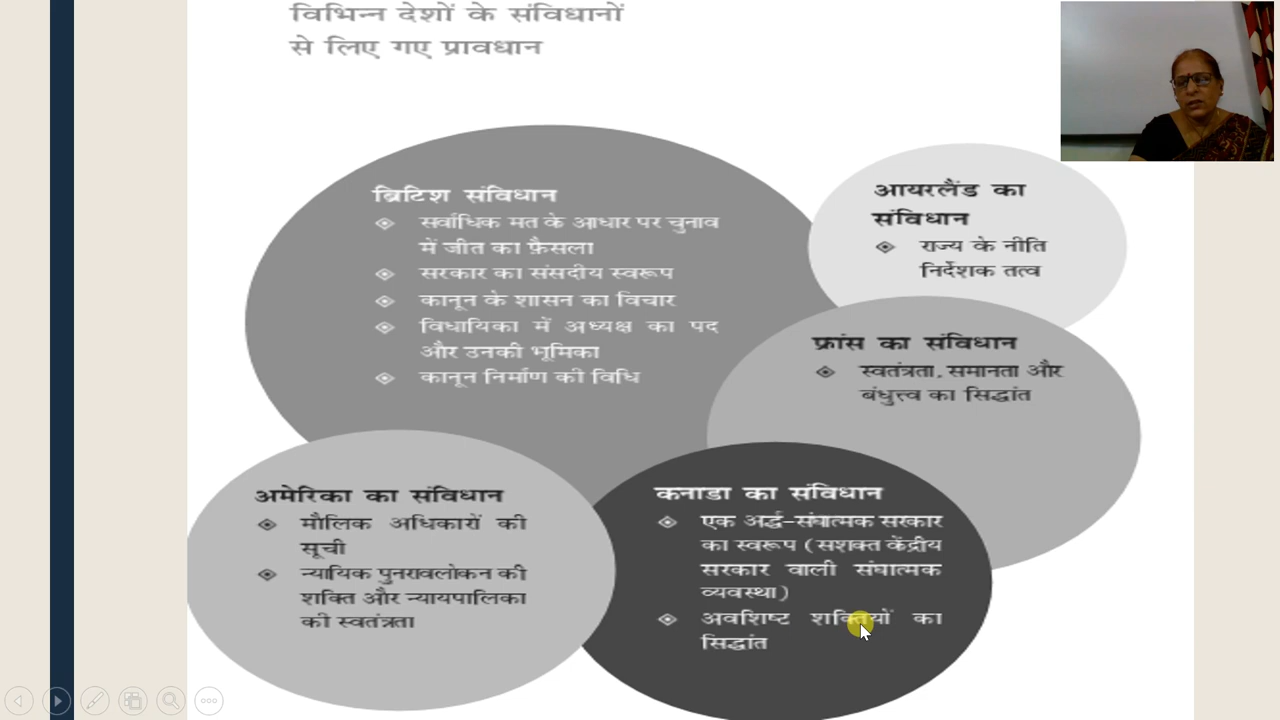 विभिन्न देशों के संविधानों
से लिए गए प्रावधान
ब्रिटिश संविधान
सर्वाधिक मत के आधार पर चुनाव
में जीत का फ़ैसला
सरकार का संसदीय स्वरूप
कानून के शासन का विचार
विधायिका में अध्यक्ष का पद
और उनकी भूमिका
कानून निर्माण की विधि
आयरलैंड का
संविधान
राज्य के नीति
निर्देशक तत्व
फ्रांस का संविधान
स्वतंत्रता, समानता और
बंधुत्त्व का सिद्धांत
अमेरिका का संविधान
मौलिक अधिकारों की
सूची
न्यायिक पुनरावलोकन की
शक्ति और न्यायपालिका
की स्वतंत्रता
कनाडा का संविधान
एक अर्द्ध-संघात्मक सरकार
का स्वरूप (सशक्त केंद्रीय
सरकार वाली संघात्मक
व्यवस्था)
अवशिष्ट शक्तियों का
सिद्धांत